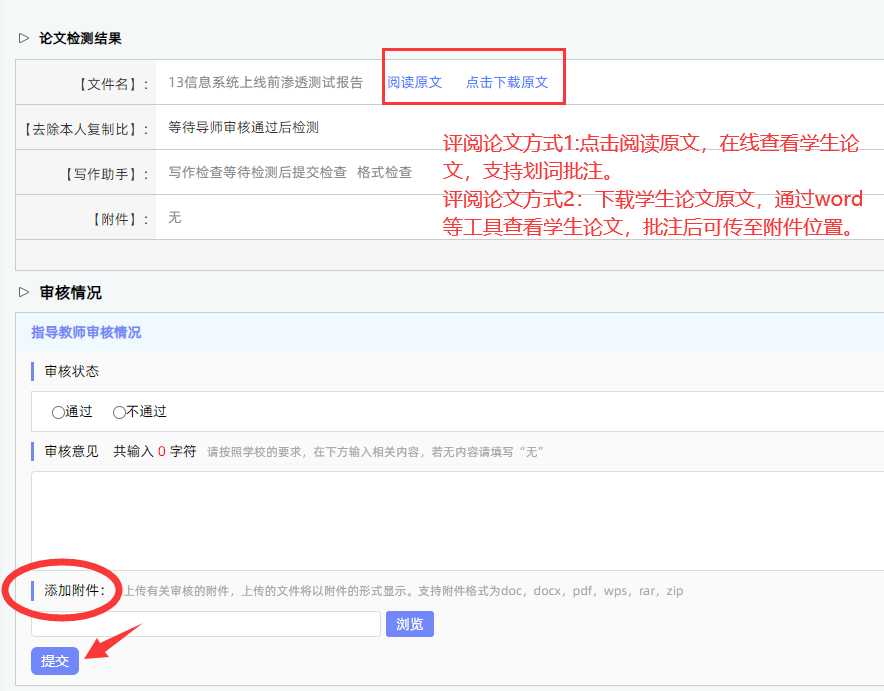 论文检测结果
【文件名】: 13信息系统上线前渗透测试报告 阅读原文 点击下载原文
【去除本人复制比】: 等待导师审核通过后检测
评阅论文方式1:点击阅读原文，在线查看学生论
文，支持划词批注。
【写作助手】: 写作检查等待检测后提交检查 格式检查
评阅论文方式2：下载学生论文原文，通过word
等工具查看学生论文，批注后可传至附件位置。
【附件】: 无
审核情况
指导教师审核情况
审核状态
通过 不通过
审核意见 共输入 0 字符 请按照学校的要求，在下方输入相关内容，若无内容请填写“无”
添加附件: 上传有关审核的附件，上传的文件将以附件的形式显示。支持附件格式为doc，docx，pdf，wps，rar，zip
浏览
提交